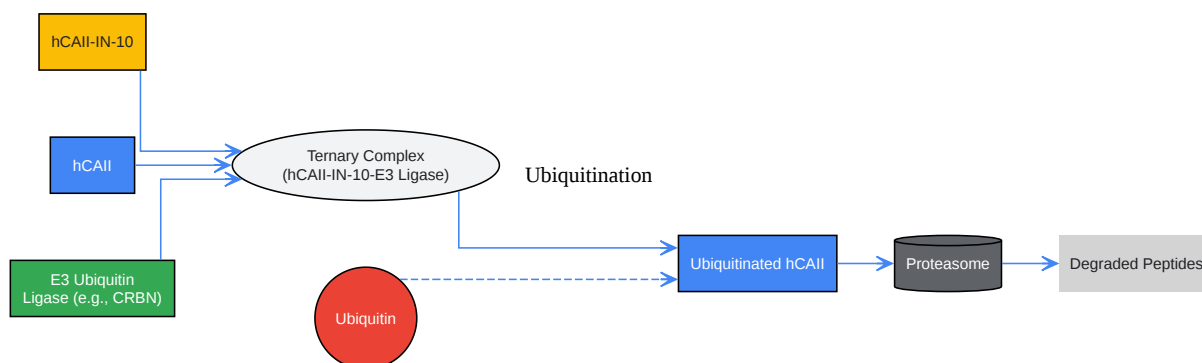 hCAII-IN-10
hCAII
Ternary Complex
(hCAII-IN-10-E3 Ligase)
Ubiquitination
E3 Ubiquitin
Ligase (e.g., CRBN)
Ubiquitin
Ubiquitinated hCAII
Proteasome
Degraded Peptides